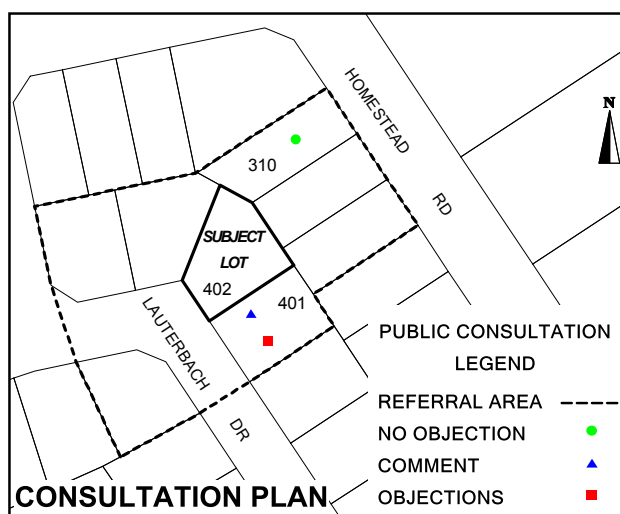 HOMESTEAD
RD
N
310
SUBJECT
LOT
402
401
LAUTERBACH
DR
PUBLIC CONSULTATION
LEGEND
REFERRAL AREA
NO OBJECTION
COMMENT
OBJECTIONS
CONSULTATION PLAN